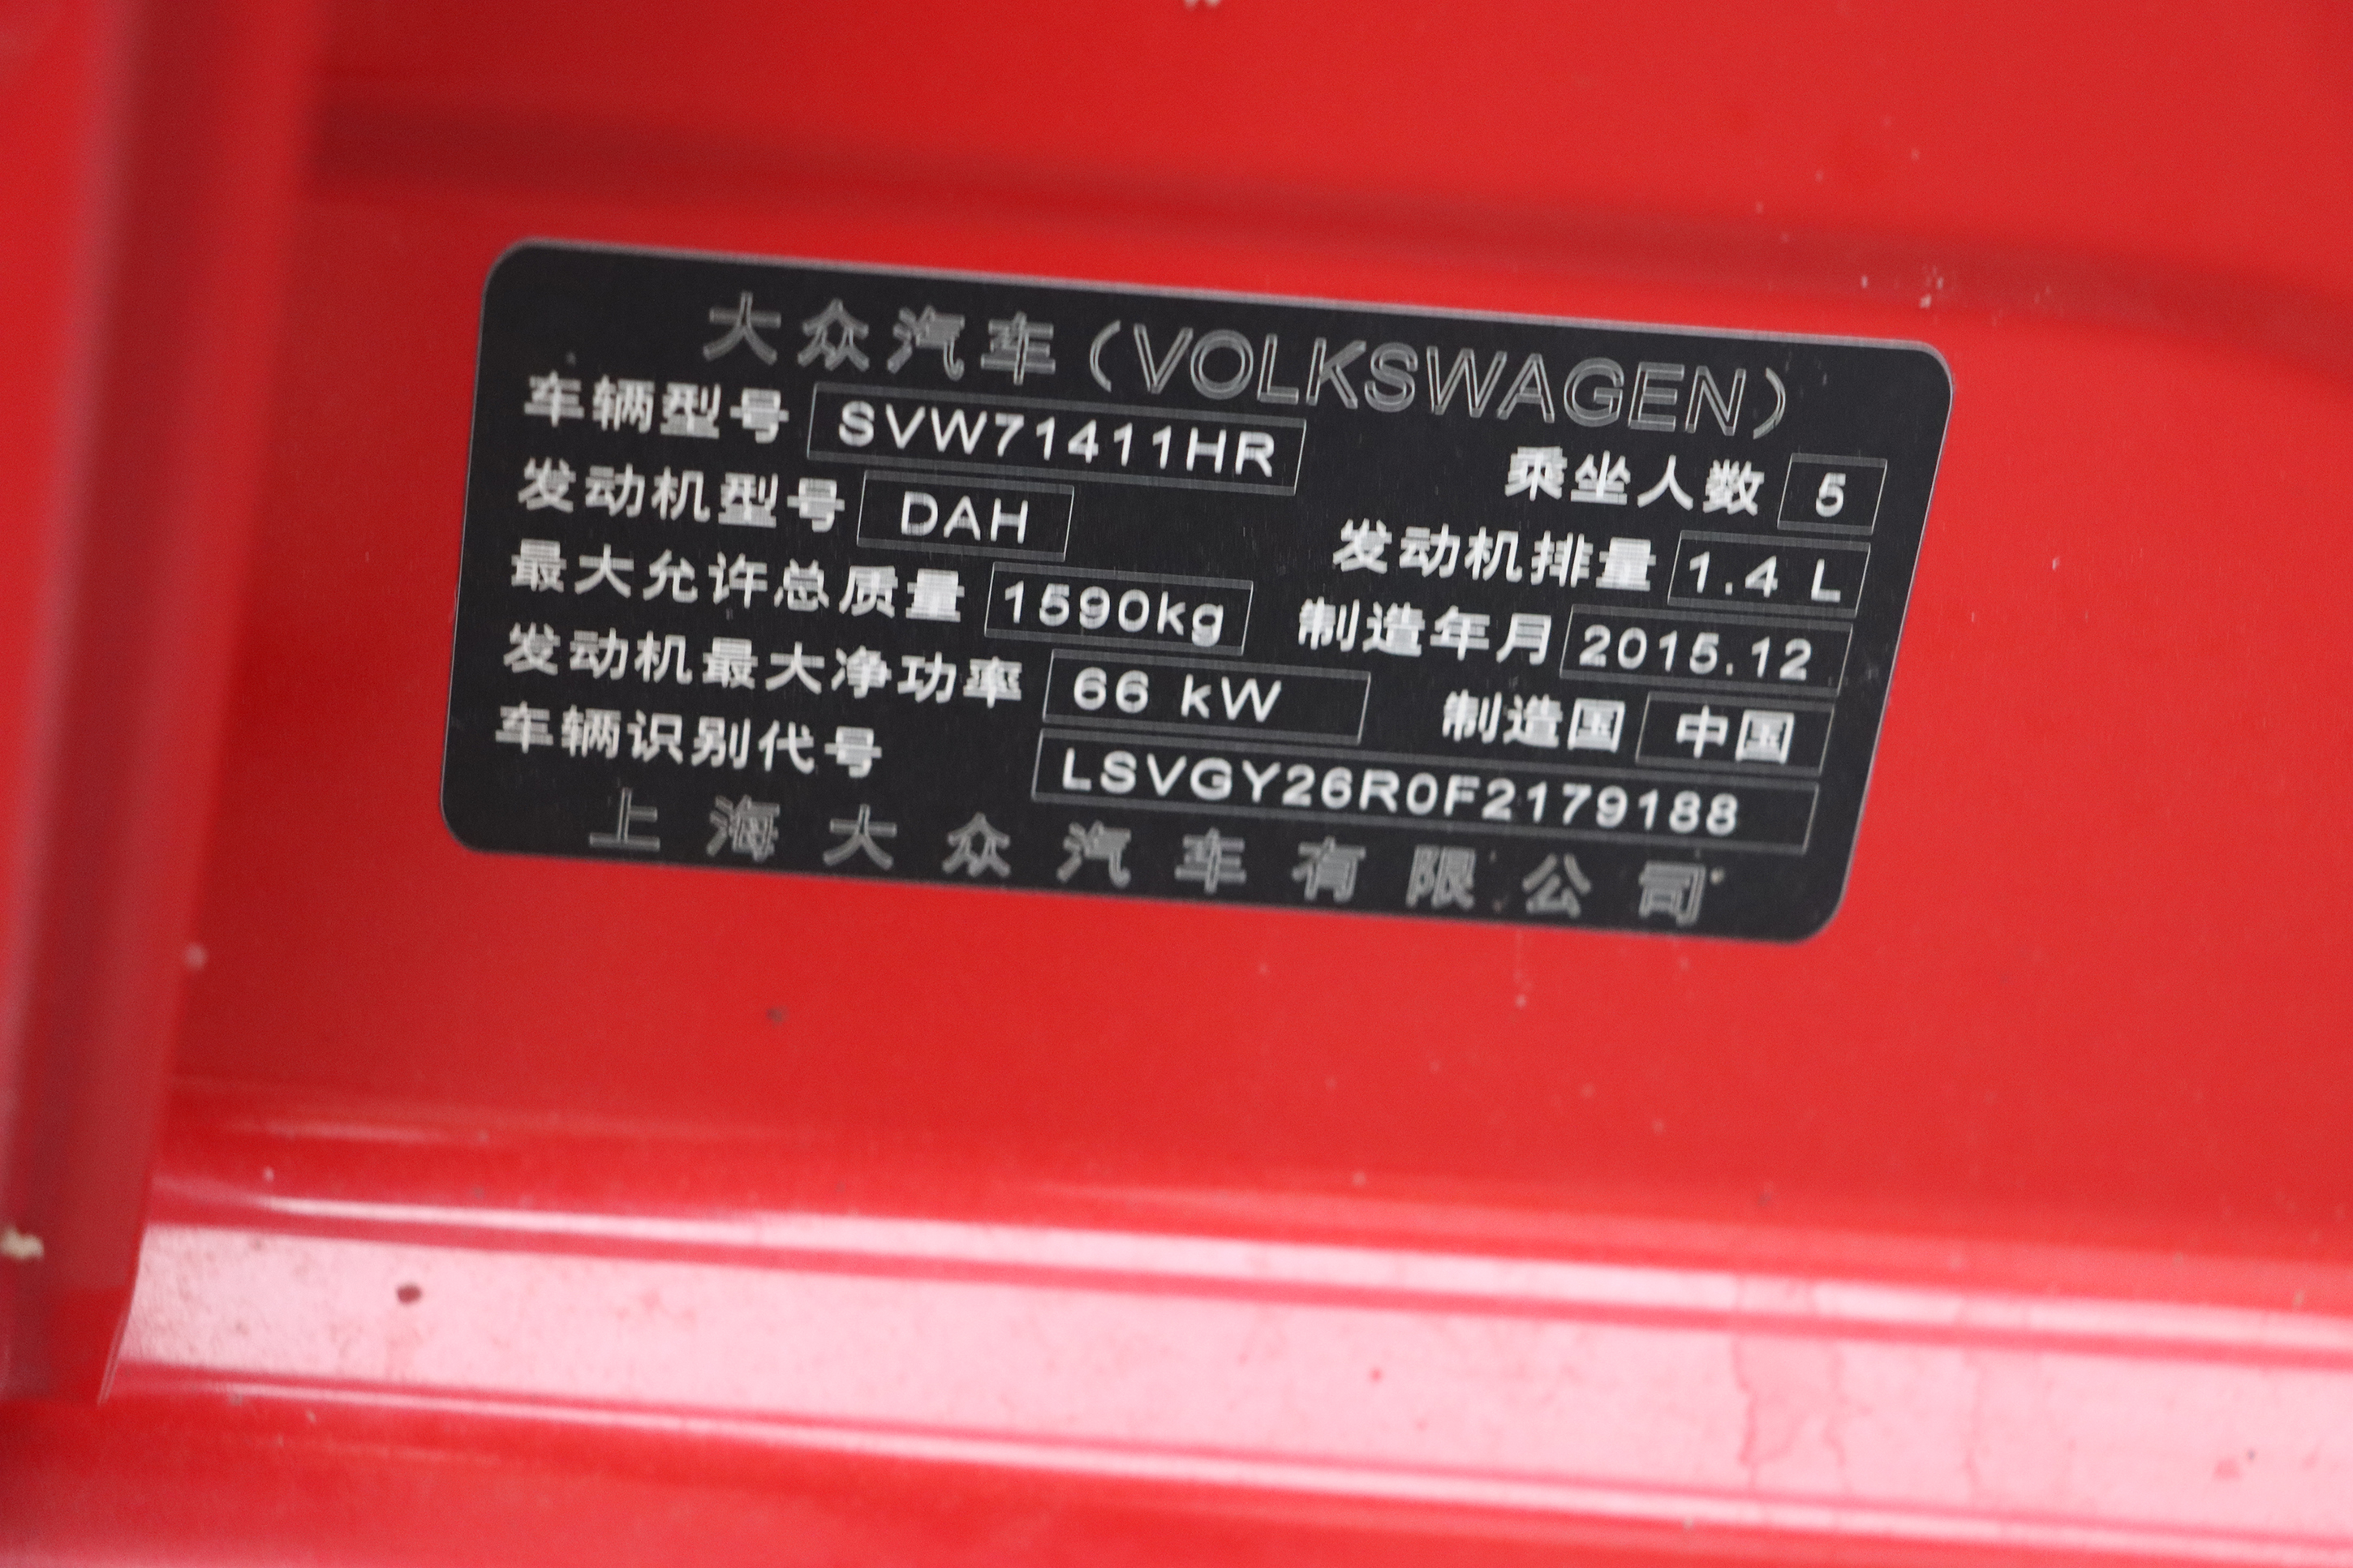 大众汽车(VOLKSWAGEN)
车辆型号 SVW71411HR 乘坐人数 5
发动机型号 DAH 发动机排量 1.4 L
最大允许总质量 1590kg 制造年月 2015.12
发动机最大净功率 66 kW 制造国 中国
车辆识别代号 LSVGY26R0F2179188
上海大众汽车有限公司